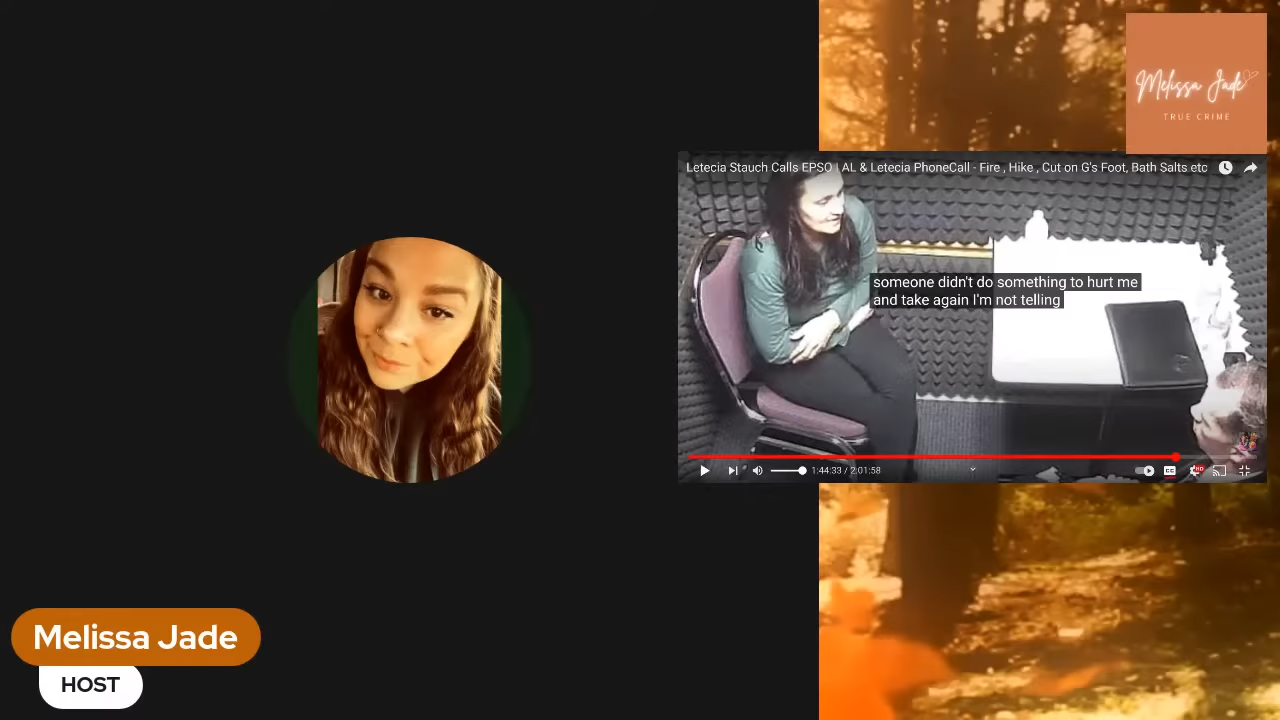 Melissa Jade
TRUE CRIME
Letecia Stauch Calls EPSO | AL & Letecia PhoneCall - Fire , Hike , Cut on G's Foot, Bath Salts etc
someone didn't do something to hurt me
and take again I'm not telling
1:44:33 / 2:01:58
CC
HD
Melissa Jade
HOST